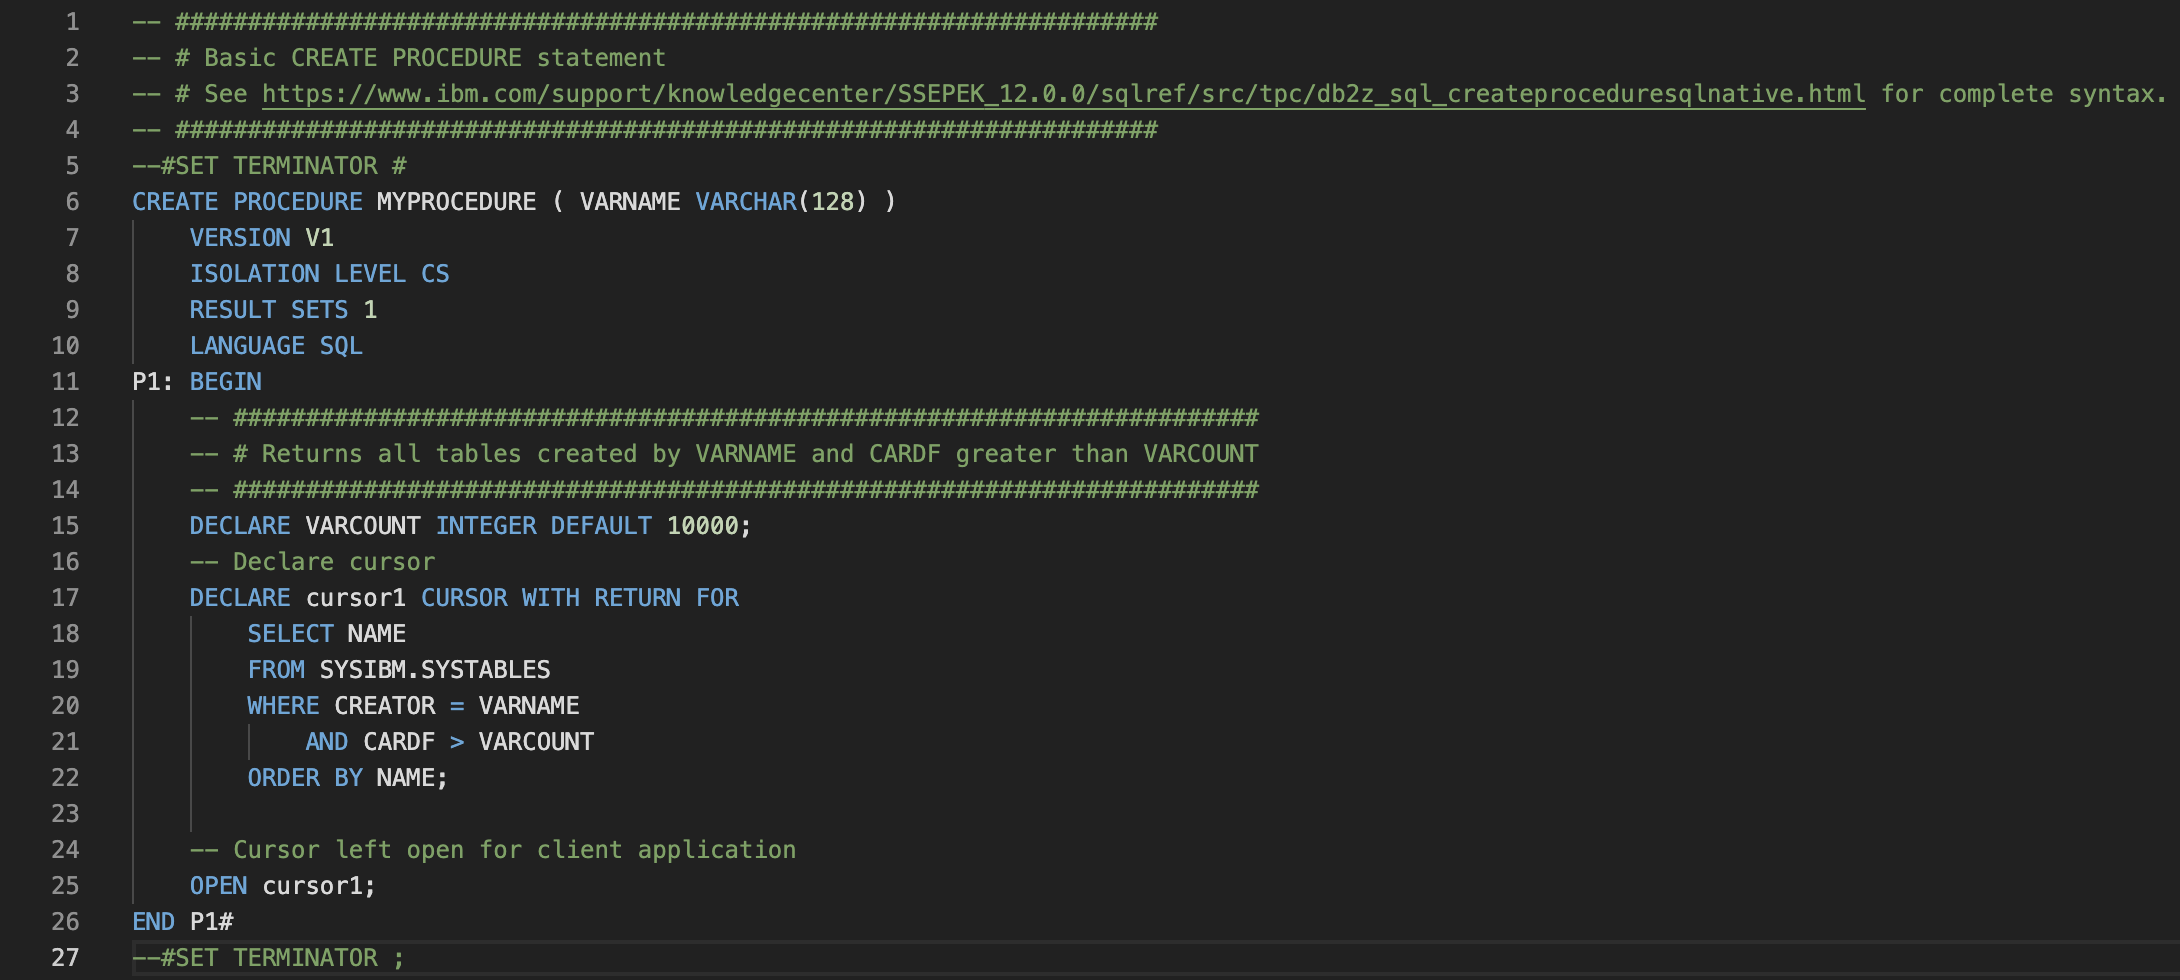 1 -- ####################################################################
2 -- # Basic CREATE PROCEDURE statement
3 -- # See https://www.ibm.com/support/knowledgecenter/SSEPEK_12.0.0/sqlref/src/tpc/db2z_sql_createproceduresqlnative.html for complete syntax.
4 -- ####################################################################
5 --#SET TERMINATOR #
6 CREATE PROCEDURE MYPROCEDURE ( VARNAME VARCHAR(128) )
7     VERSION V1
8     ISOLATION LEVEL CS
9     RESULT SETS 1
10     LANGUAGE SQL
11 P1: BEGIN
12     -- #######################################################################
13     -- # Returns all tables created by VARNAME and CARDF greater than VARCOUNT
14     -- #######################################################################
15     DECLARE VARCOUNT INTEGER DEFAULT 10000;
16     -- Declare cursor
17     DECLARE cursor1 CURSOR WITH RETURN FOR
18         SELECT NAME
19         FROM SYSIBM.SYSTABLES
20         WHERE CREATOR = VARNAME
21             AND CARDF > VARCOUNT
22         ORDER BY NAME;
23
24     -- Cursor left open for client application
25     OPEN cursor1;
26 END P1#
27 --#SET TERMINATOR ;